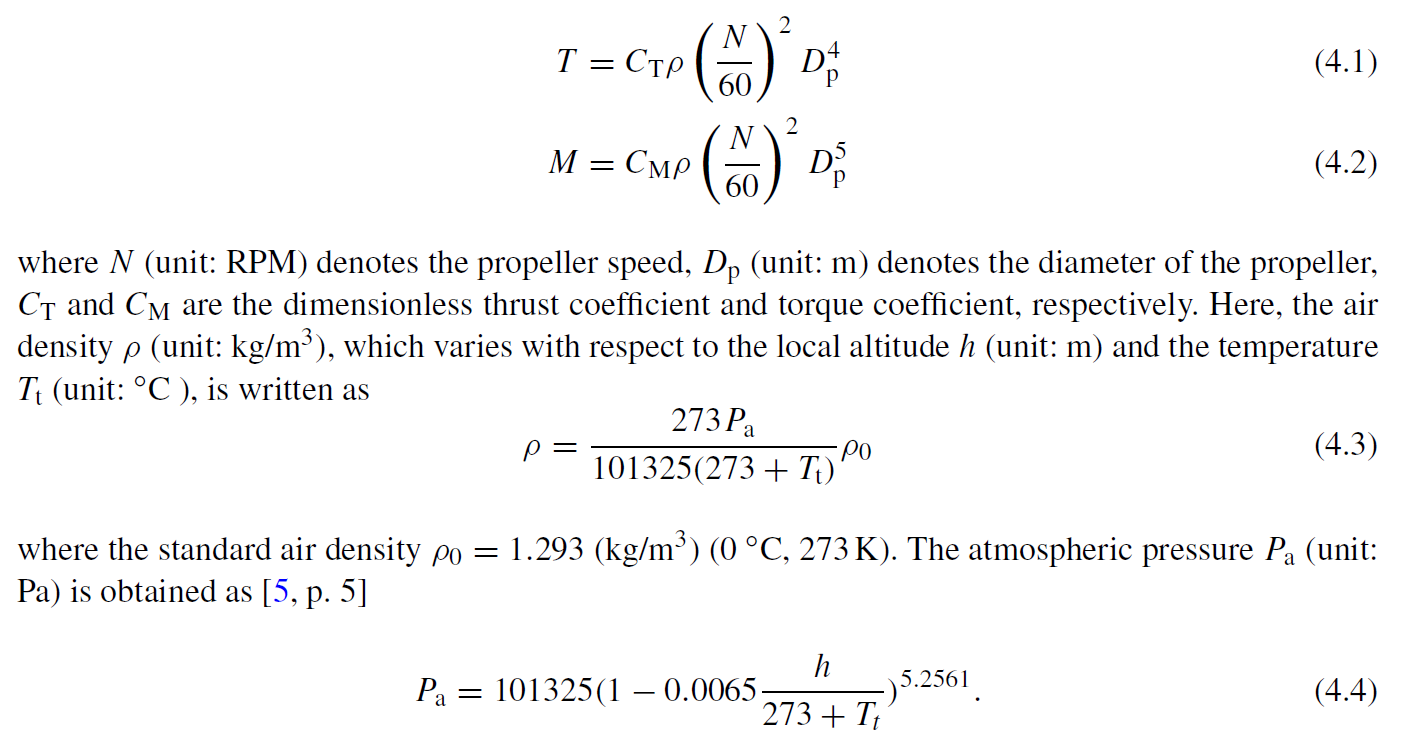 T = C_T ρ (N/60)^2 D_p^4 (4.1)
M = C_M ρ (N/60)^2 D_p^5 (4.2)
where N (unit: RPM) denotes the propeller speed, D_p (unit: m) denotes the diameter of the propeller,
C_T and C_M are the dimensionless thrust coefficient and torque coefficient, respectively. Here, the air
density ρ (unit: kg/m^3), which varies with respect to the local altitude h (unit: m) and the temperature
T_t (unit: °C ), is written as
ρ = 273P_a / 101325(273 + T_t) ρ_0 (4.3)
where the standard air density ρ_0 = 1.293 (kg/m^3) (0 °C, 273 K). The atmospheric pressure P_a (unit:
Pa) is obtained as [5, p. 5]
P_a = 101325(1 − 0.0065 h/(273 + T_t))^5.2561. (4.4)